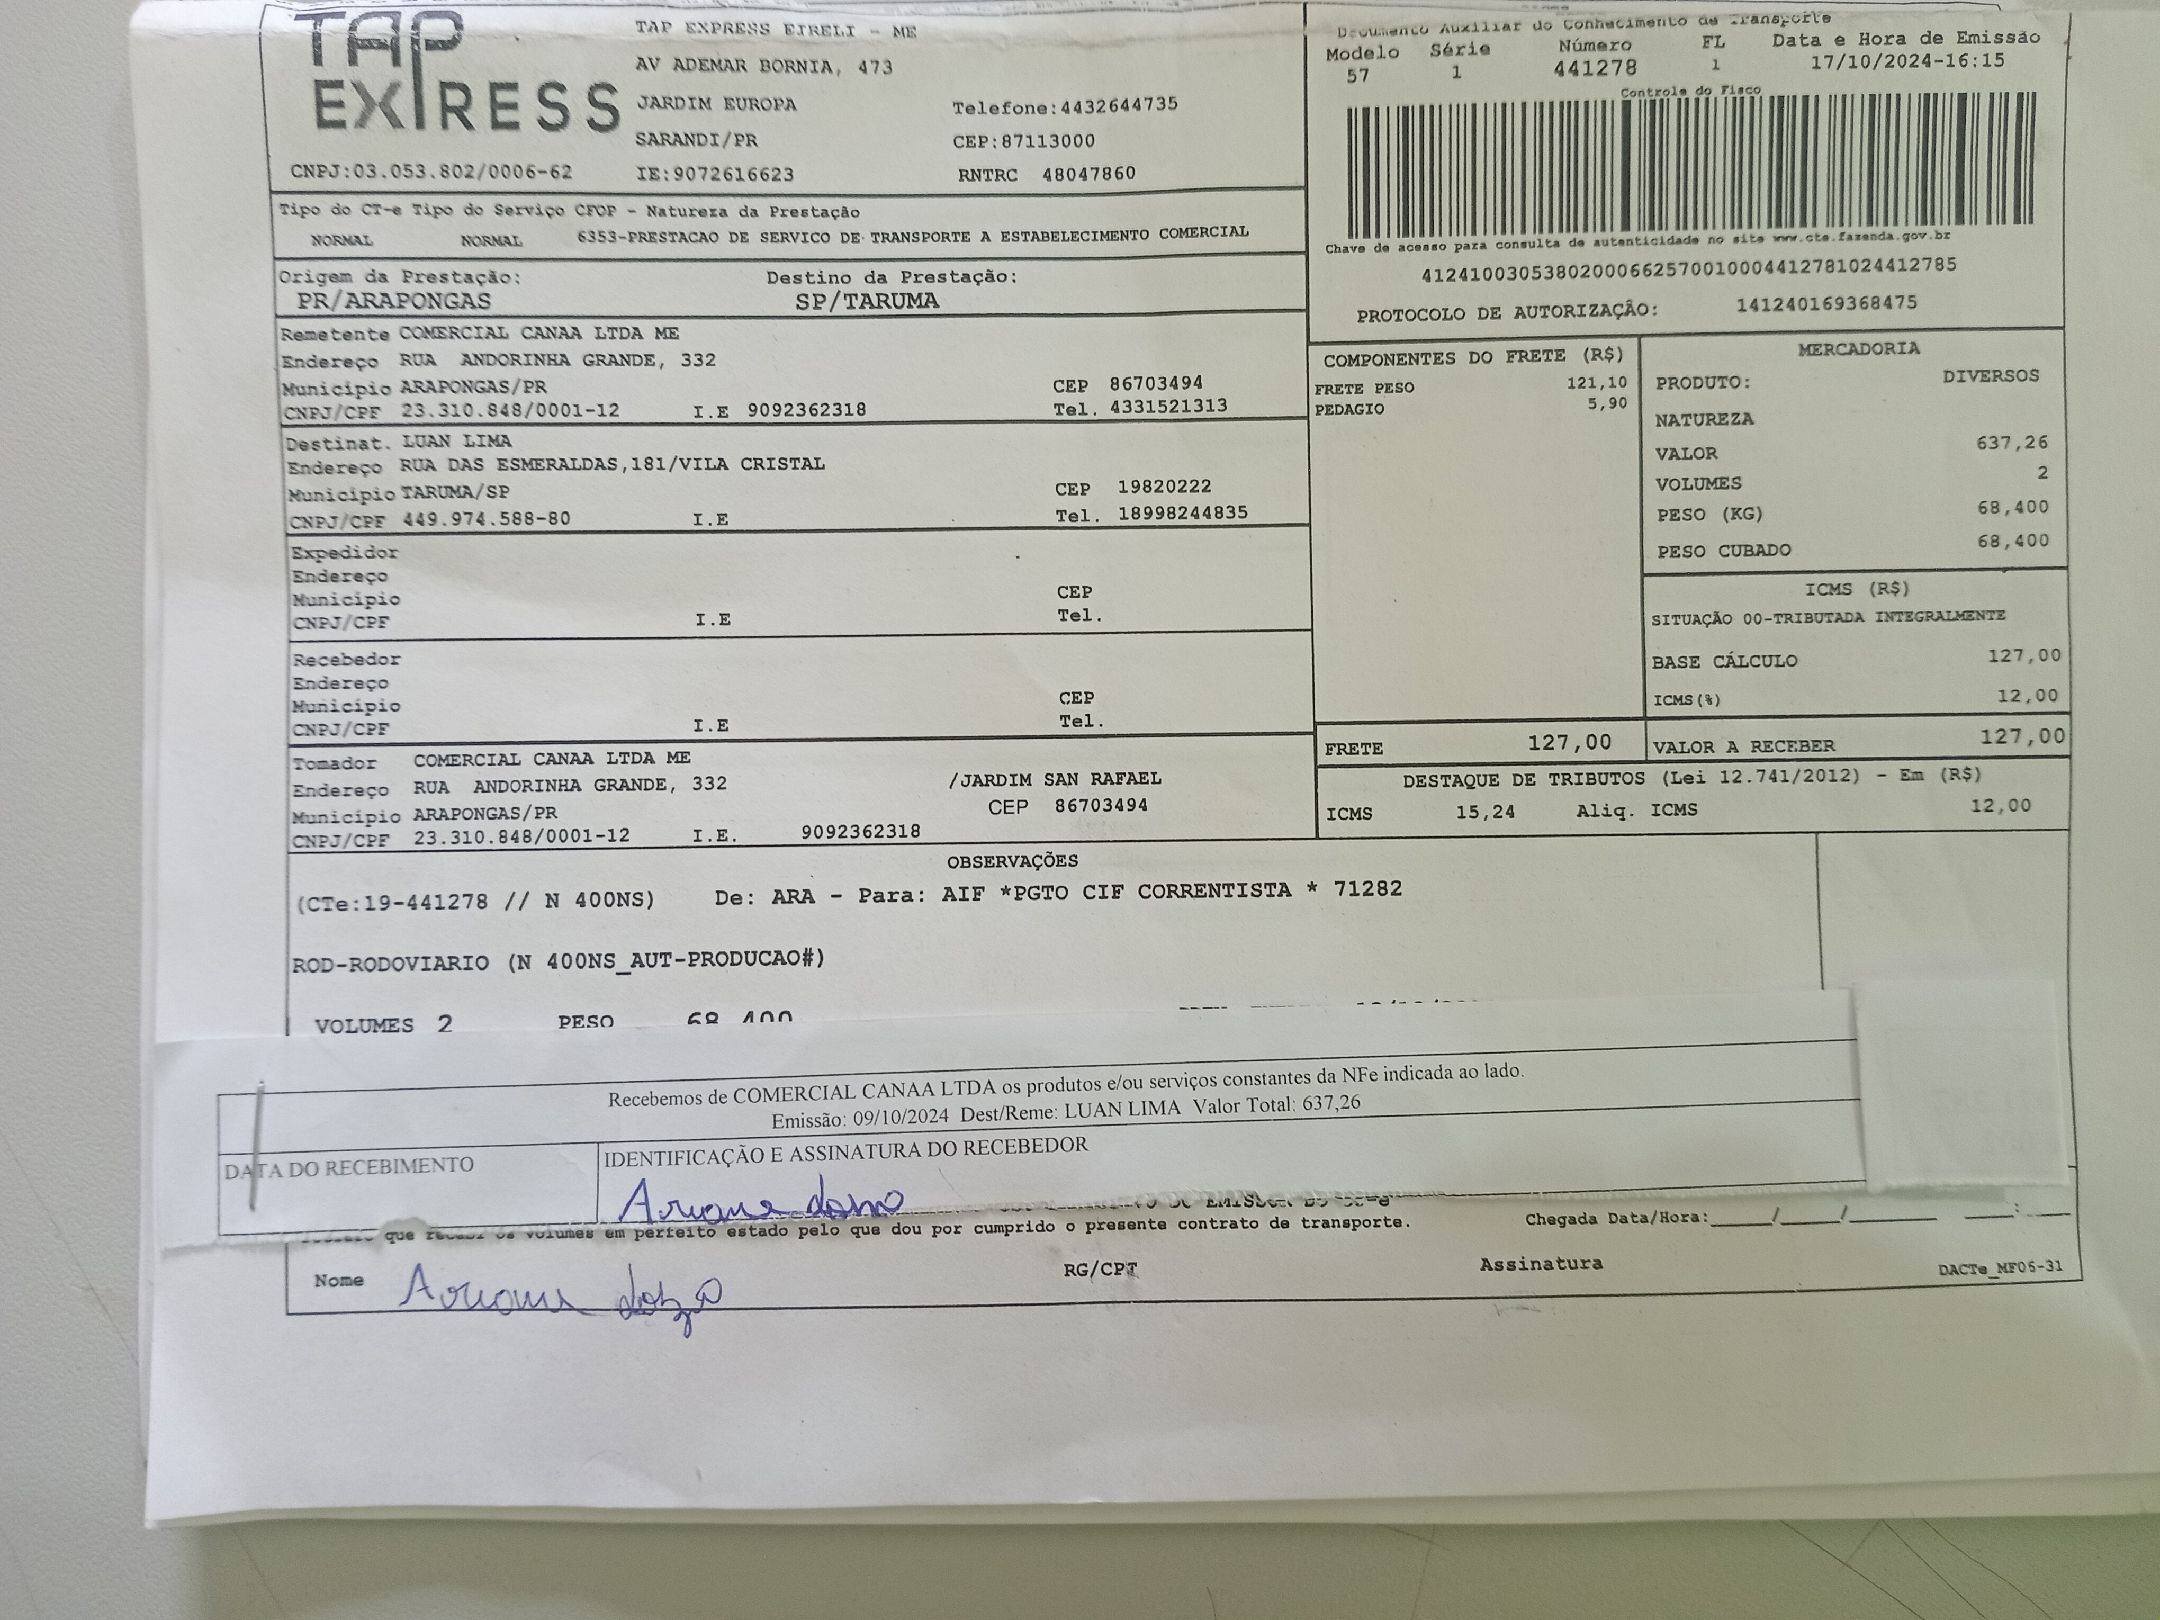 TAP
EXPRESS
TAP EXPRESS EIRELI - ME
AV ADEMAR BORNIA, 473
JARDIM EUROPA Telefone:4432644735
SARANDI/PR CEP:87113000
CNPJ:03.053.802/0006-62 IE:9072616623 RNTRC 48047860
Documento Auxiliar do Conhecimento de Transporte
Modelo Série Número FL Data e Hora de Emissão
57 1 441278 1 17/10/2024-16:15
Controle do Fisco
Chave de acesso para consulta de autenticidade no site www.cte.fazenda.gov.br
41241003053802000662570010004412781024412785
PROTOCOLO DE AUTORIZAÇÃO: 141240169368475
Tipo do CT-e Tipo do Serviço CFOP - Natureza da Prestação
NORMAL NORMAL 6353-PRESTACAO DE SERVICO DE TRANSPORTE A ESTABELECIMENTO COMERCIAL
Origem da Prestação: Destino da Prestação:
PR/ARAPONGAS SP/TARUMA
Remetente COMERCIAL CANAA LTDA ME
Endereço RUA ANDORINHA GRANDE, 332
Município ARAPONGAS/PR CEP 86703494
CNPJ/CPF 23.310.848/0001-12 I.E 9092362318 Tel. 4331521313
Destinat. LUAN LIMA
Endereço RUA DAS ESMERALDAS,181/VILA CRISTAL
Município TARUMA/SP CEP 19820222
CNPJ/CPF 449.974.588-80 I.E Tel. 18998244835
Expedidor
Endereço
Município CEP
CNPJ/CPF I.E Tel.
Recebedor
Endereço
Município CEP
CNPJ/CPF I.E Tel.
Tomador COMERCIAL CANAA LTDA ME
Endereço RUA ANDORINHA GRANDE, 332 /JARDIM SAN RAFAEL
Município ARAPONGAS/PR CEP 86703494
CNPJ/CPF 23.310.848/0001-12 I.E. 9092362318
COMPONENTES DO FRETE (R$)
FRETE PESO 121,10
PEDAGIO 5,90
MERCADORIA
PRODUTO: DIVERSOS
NATUREZA
VALOR 637,26
VOLUMES 2
PESO (KG) 68,400
PESO CUBADO 68,400
ICMS (R$)
SITUAÇÃO 00-TRIBUTADA INTEGRALMENTE
BASE CÁLCULO 127,00
ICMS(%) 12,00
FRETE 127,00 VALOR A RECEBER 127,00
DESTAQUE DE TRIBUTOS (Lei 12.741/2012) - Em (R$)
ICMS 15,24 Aliq. ICMS 12,00
OBSERVAÇÕES
(CTe:19-441278 // N 400NS) De: ARA - Para: AIF *PGTO CIF CORRENTISTA * 71282
ROD-RODOVIARIO (N 400NS_AUT-PRODUCAO#)
VOLUMES 2 PESO 68,400
Recebemos de COMERCIAL CANAA LTDA os produtos e/ou serviços constantes da NFe indicada ao lado.
Emissão: 09/10/2024 Dest/Reme: LUAN LIMA Valor Total: 637,26
DATA DO RECEBIMENTO IDENTIFICAÇÃO E ASSINATURA DO RECEBEDOR
que recebi os volumes em perfeito estado pelo que dou por cumprido o presente contrato de transporte. Chegada Data/Hora:____/____/______ ____:____
Nome RG/CPF Assinatura DACTe_MF06-31